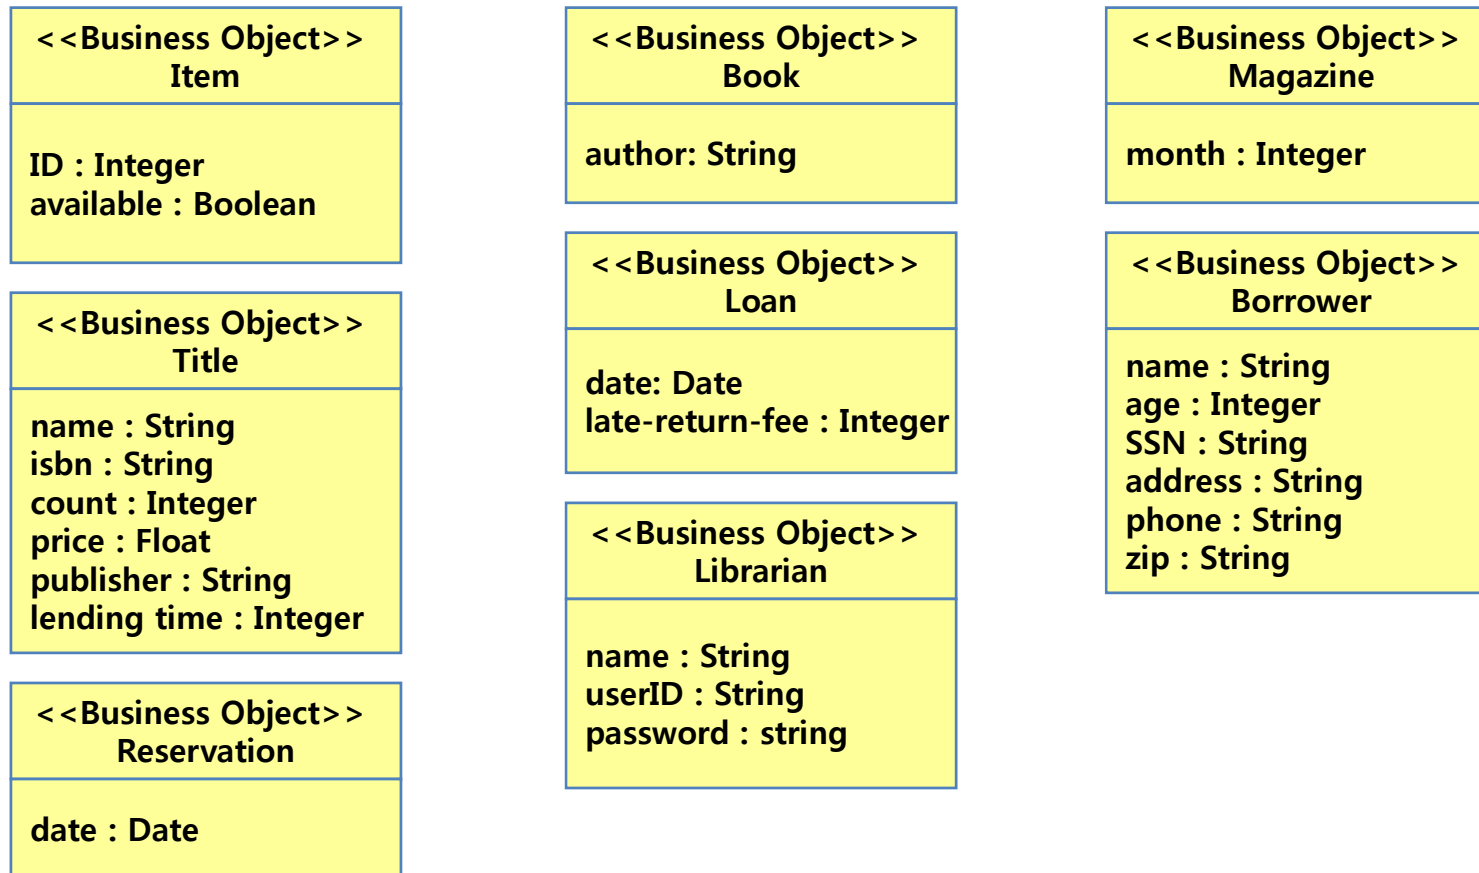 <<Business Object>>
Item
ID : Integer
available : Boolean
<<Business Object>>
Title
name : String
isbn : String
count : Integer
price : Float
publisher : String
lending time : Integer
<<Business Object>>
Reservation
date : Date
<<Business Object>>
Book
author: String
<<Business Object>>
Loan
date: Date
late-return-fee : Integer
<<Business Object>>
Librarian
name : String
userID : String
password : string
<<Business Object>>
Magazine
month : Integer
<<Business Object>>
Borrower
name : String
age : Integer
SSN : String
address : String
phone : String
zip : String